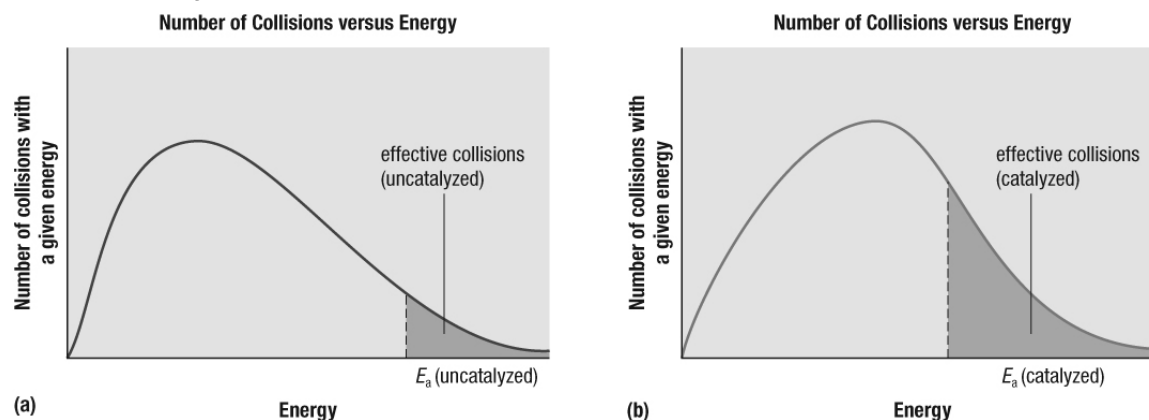 Number of Collisions versus Energy
Number of collisions with
a given energy
effective collisions
(uncatalyzed)
Ea (uncatalyzed)
(a)
Energy
Number of Collisions versus Energy
Number of collisions with
a given energy
effective collisions
(catalyzed)
Ea (catalyzed)
(b)
Energy